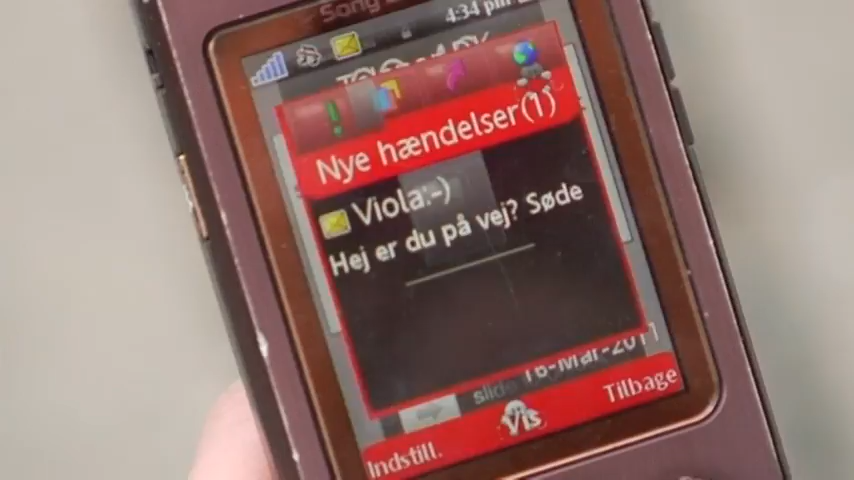 Sony
4:34 pm
Nye hændelser(1)
Viola:-)
Hej er du på vej? Søde
16-Mar-2011
slide
Tilbage
Vis
Indstill.